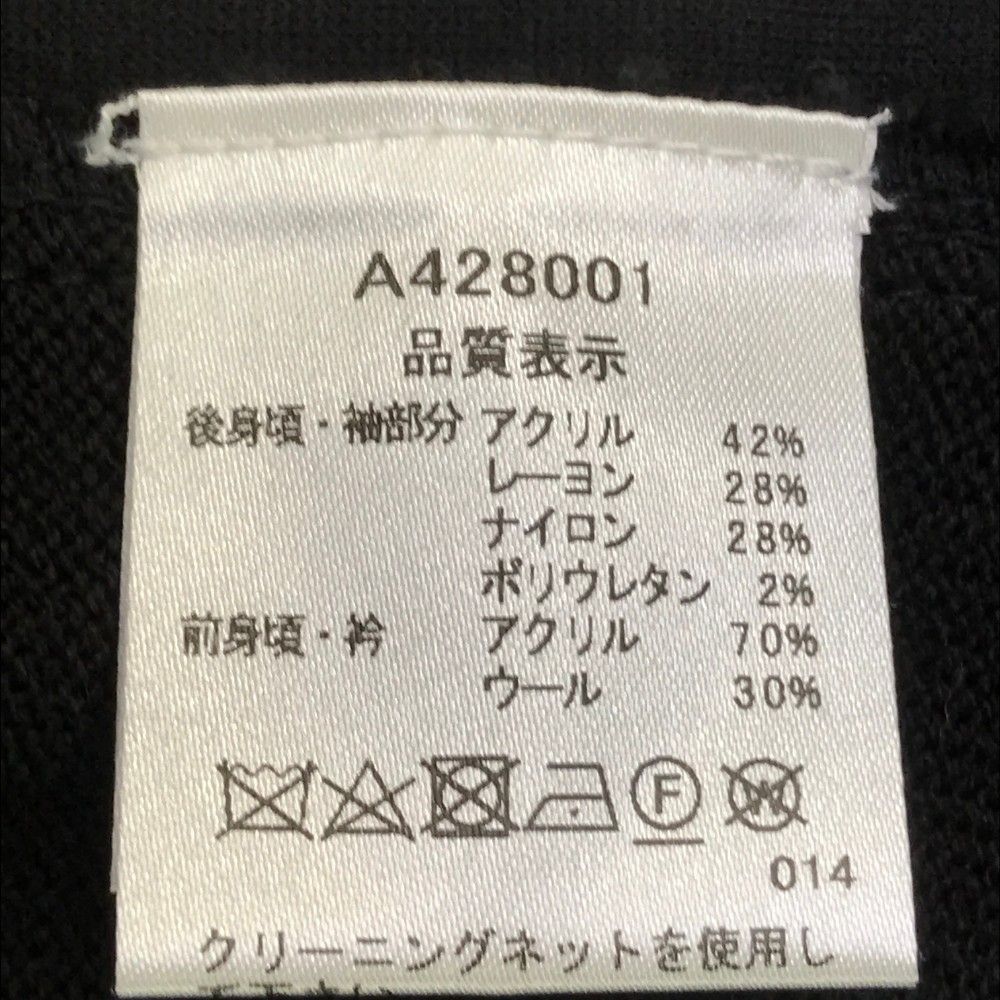 A428001
品質表示
後身頃・袖部分 アクリル 42%
レーヨン 28%
ナイロン 28%
ポリウレタン 2%
前身頃・衿 アクリル 70%
ウール 30%
F W
014
クリーニングネットを使用し